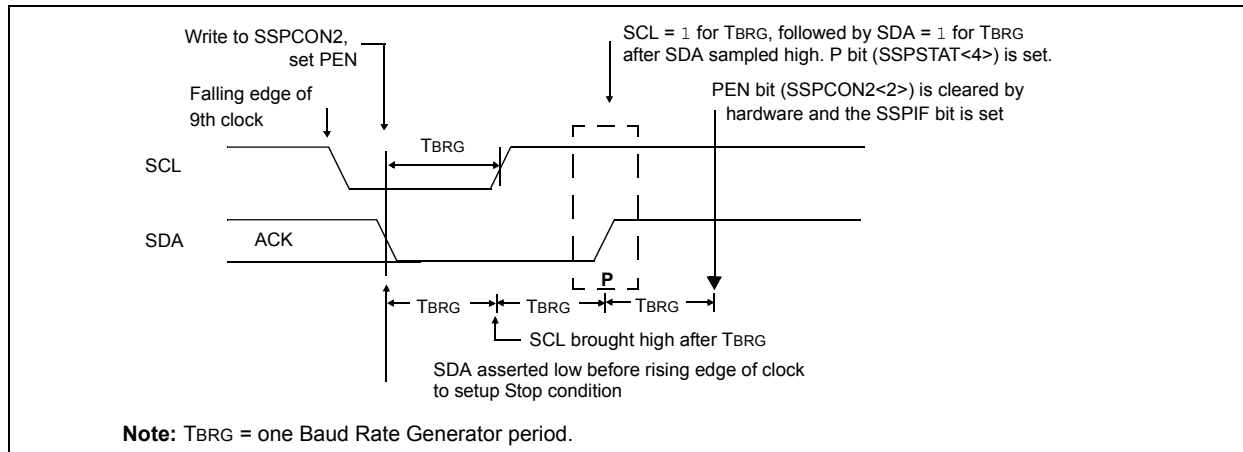 Write to SSPCON2,
set PEN
SCL = 1 for TBRG, followed by SDA = 1 for TBRG
after SDA sampled high. P bit (SSPSTAT<4>) is set.
Falling edge of
9th clock
PEN bit (SSPCON2<2>) is cleared by
hardware and the SSPIF bit is set
TBRG
SCL
SDA
ACK
P
TBRG
TBRG
TBRG
SCL brought high after TBRG
SDA asserted low before rising edge of clock
to setup Stop condition
Note: TBRG = one Baud Rate Generator period.